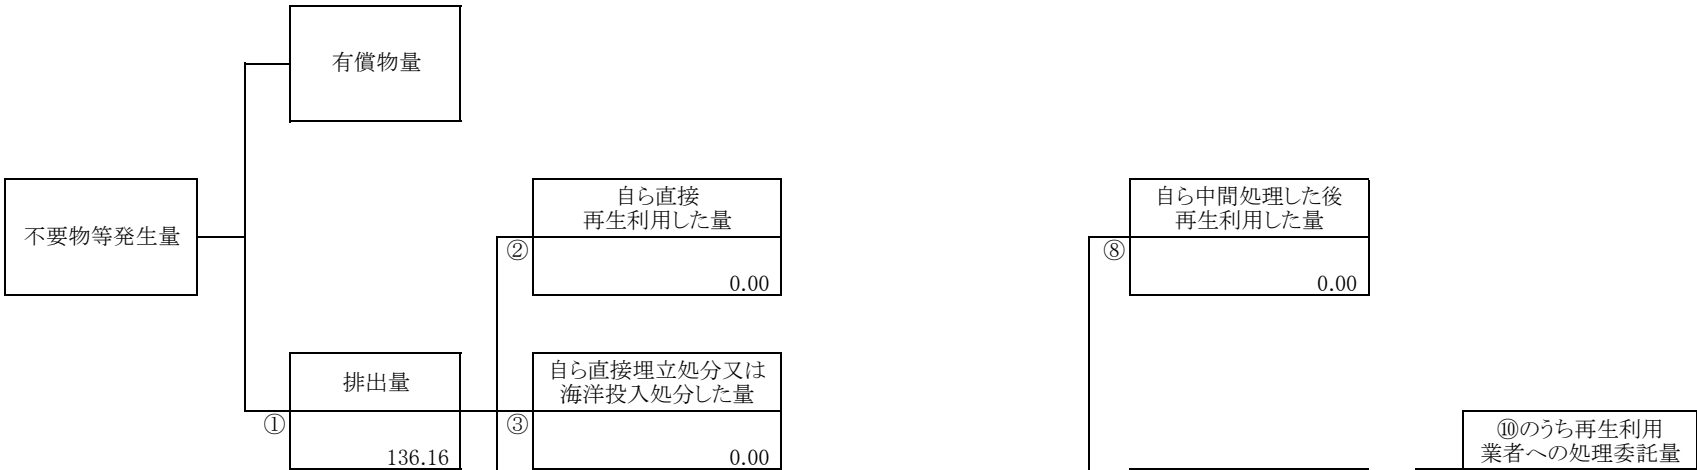 有償物量
不要物等発生量
自ら直接
再生利用した量
②
0.00
自ら中間処理した後
再生利用した量
⑧
0.00
排出量
①
136.16
自ら直接埋立処分又は
海洋投入処分した量
③
0.00
⑩のうち再生利用
業者への処理委託量